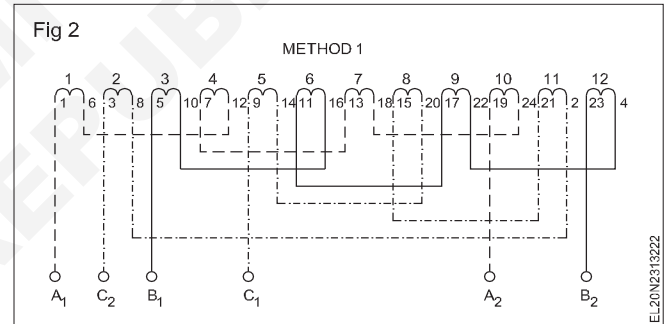 Fig 2
METHOD 1
1 2 3 4 5 6 7 8 9 10 11 12
1 6 3 8 5 10 7 12 9 14 11 16 13 18 15 20 17 22 19 24 21 2 23 4
A1 C2 B1 C1 A2 B2
EL20N2313222
REPUB